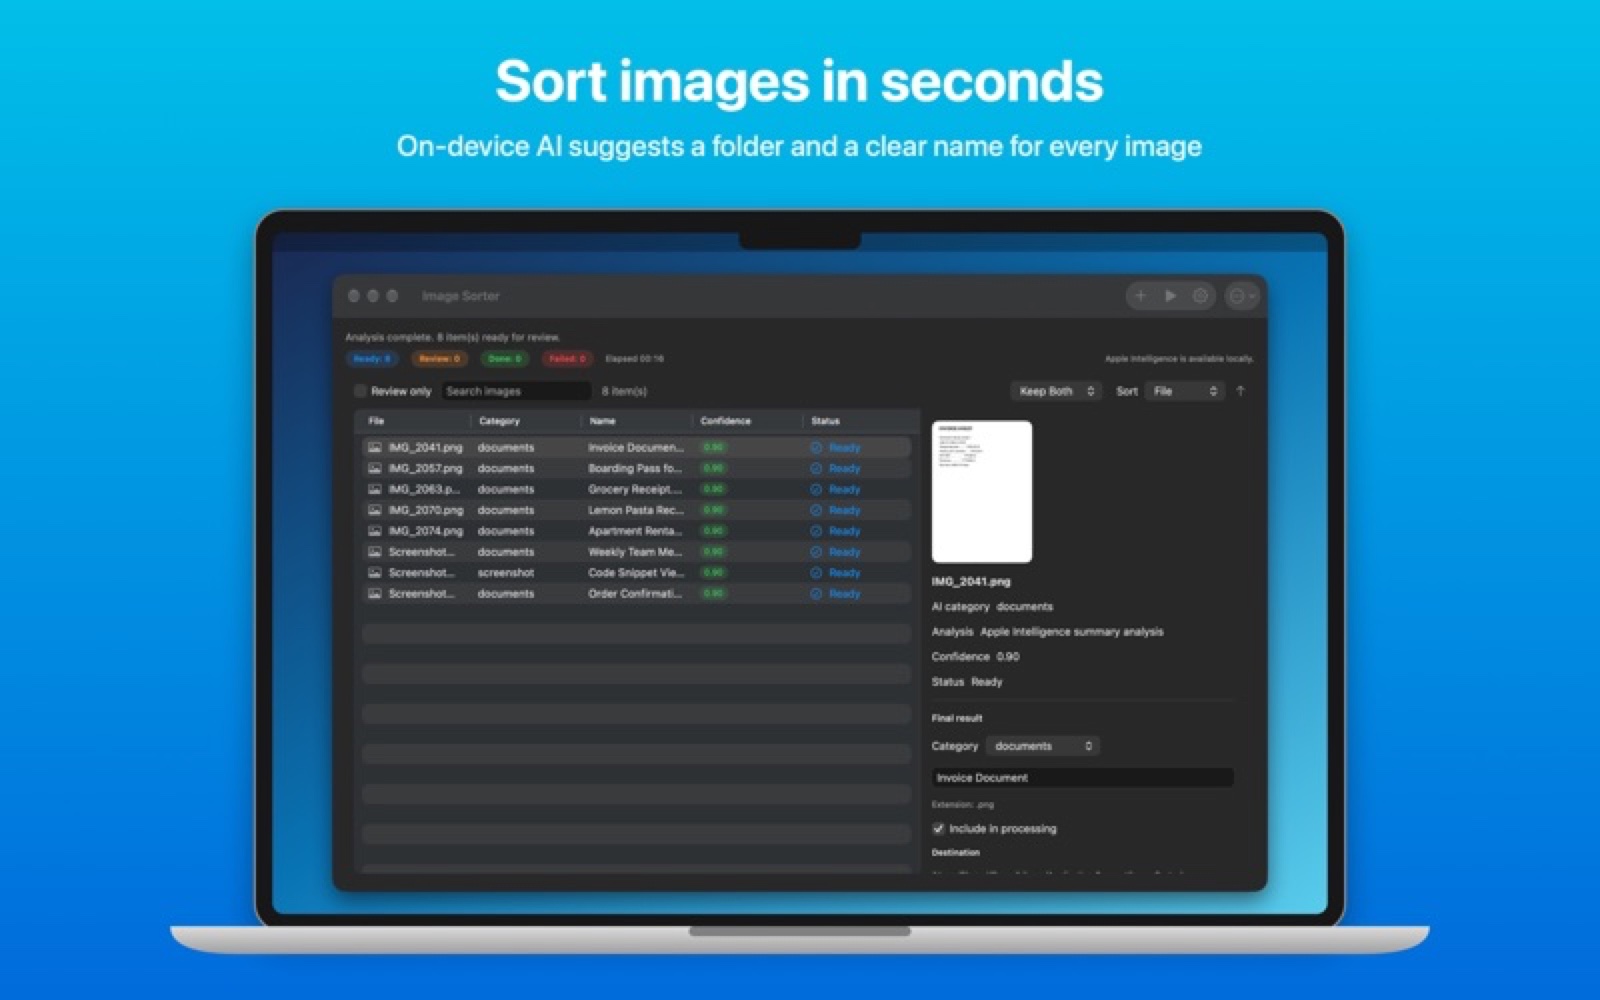 Sort images in seconds
On-device AI suggests a folder and a clear name for every image
Image Sorter
Analysis complete. 8 item(s) ready for review.
Ready: 8 Review: 0 Done: 0 Failed: 0 Elapsed 00:16 Apple Intelligence is available locally.
Review only Search images 8 item(s) Keep Both Sort File
File Category Name Confidence Status
IMG_2041.png documents Invoice Documen... 0.90 Ready
IMG_2057.png documents Boarding Pass fo... 0.90 Ready
IMG_2063.p... documents Grocery Receipt.... 0.90 Ready
IMG_2070.png documents Lemon Pasta Rec... 0.90 Ready
IMG_2074.png documents Apartment Renta... 0.90 Ready
Screenshot... documents Weekly Team Me... 0.90 Ready
Screenshot... screenshot Code Snippet Vie... 0.90 Ready
Screenshot... documents Order Confirmati... 0.90 Ready
IMG_2041.png
AI category documents
Analysis Apple Intelligence summary analysis
Confidence 0.90
Status Ready
Final result
Category documents
Invoice Document
Extension: .png
Include in processing
Destination